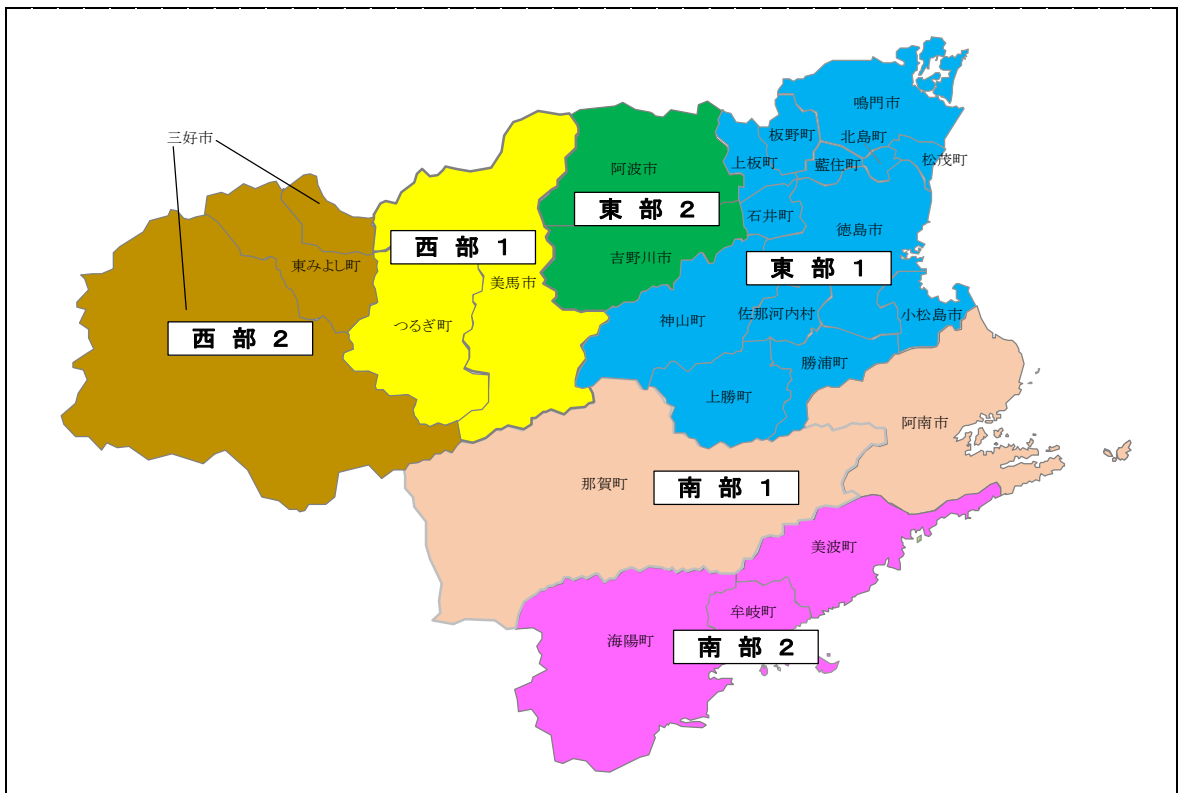 鳴門市
板野町
北島町
三好市
上板町
藍住町
松茂町
阿波市
東部2
石井町
徳島市
西部1
東みよし町
吉野川市
東部1
美馬市
つるぎ町
西部2
神山町
佐那河内村
小松島市
勝浦町
上勝町
阿南市
那賀町
南部1
美波町
牟岐町
海陽町
南部2